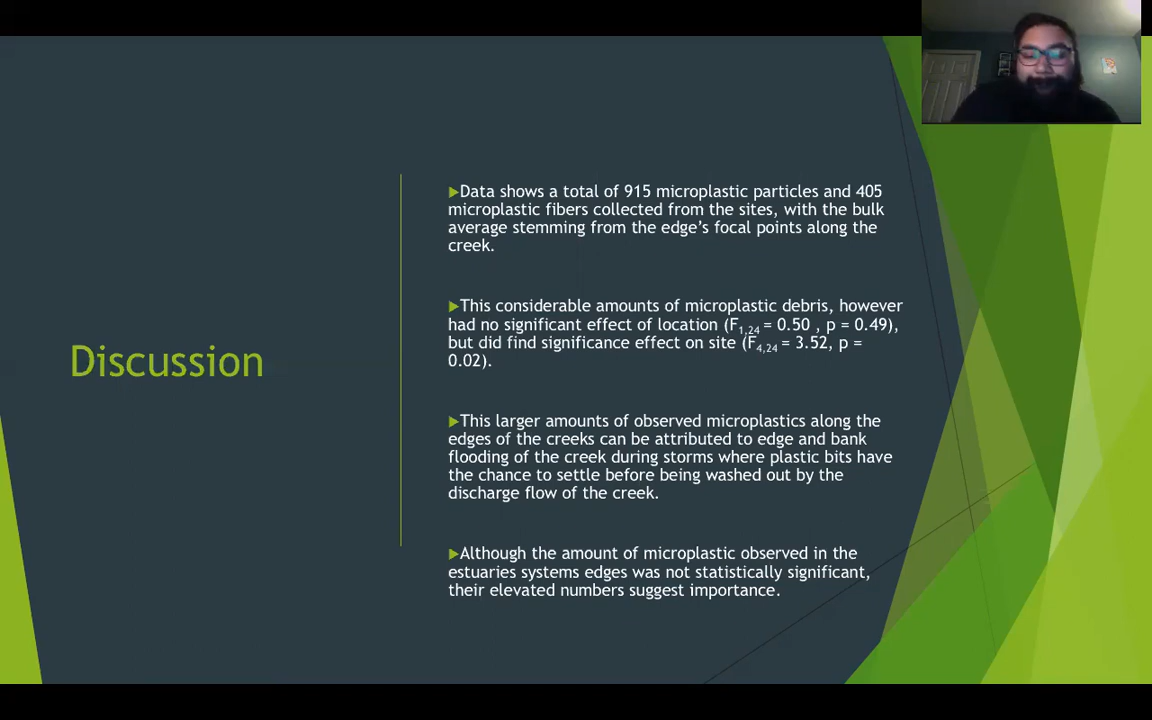 Discussion
▶Data shows a total of 915 microplastic particles and 405
microplastic fibers collected from the sites, with the bulk
average stemming from the edge's focal points along the
creek.
▶This considerable amounts of microplastic debris, however
had no significant effect of location (F1,24 = 0.50 , p = 0.49),
but did find significance effect on site (F4,24 = 3.52, p =
0.02).
▶This larger amounts of observed microplastics along the
edges of the creeks can be attributed to edge and bank
flooding of the creek during storms where plastic bits have
the chance to settle before being washed out by the
discharge flow of the creek.
▶Although the amount of microplastic observed in the
estuaries systems edges was not statistically significant,
their elevated numbers suggest importance.